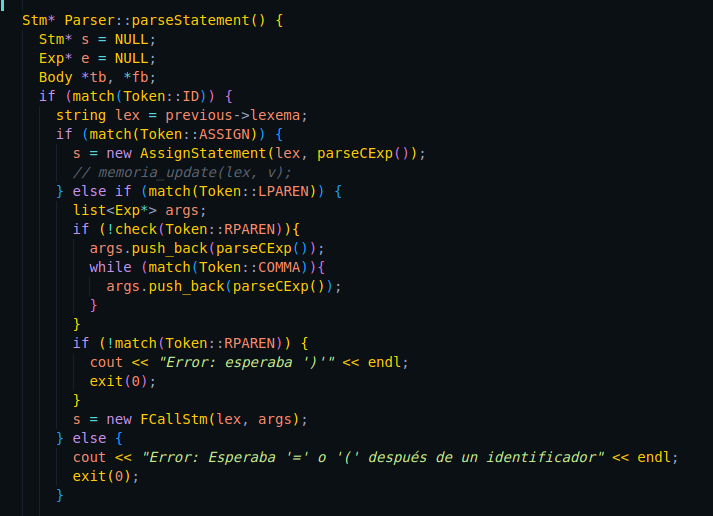 Stm* Parser::parseStatement() {
  Stm* s = NULL;
  Exp* e = NULL;
  Body *tb, *fb;
  if (match(Token::ID)) {
    string lex = previous->lexema;
    if (match(Token::ASSIGN)) {
      s = new AssignStatement(lex, parseCExp());
      // memoria_update(lex, v);
    } else if (match(Token::LPAREN)) {
      list<Exp*> args;
      if (!check(Token::RPAREN)){
        args.push_back(parseCExp());
        while (match(Token::COMMA)){
          args.push_back(parseCExp());
        }
      }
      if (!match(Token::RPAREN)) {
        cout << "Error: esperaba ')'" << endl;
        exit(0);
      }
      s = new FCallStm(lex, args);
    } else {
      cout << "Error: Esperaba '=' o '(' después de un identificador" << endl;
      exit(0);
    }